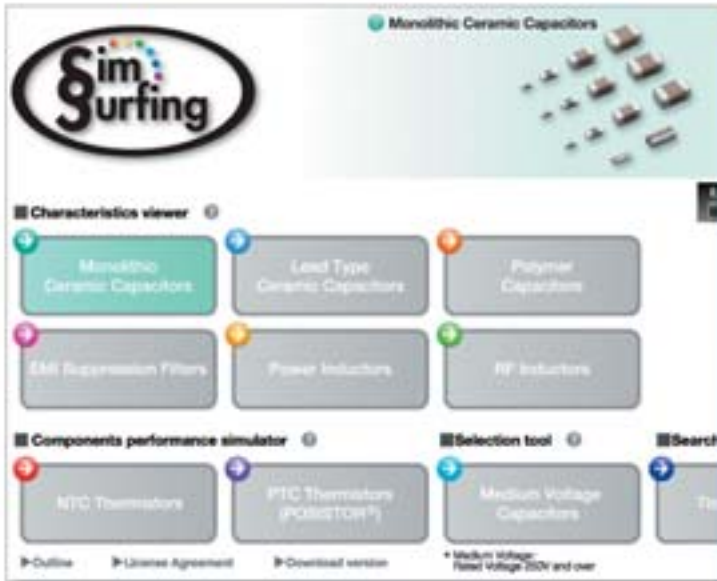 Sim
Surfing
Monolithic Ceramic Capacitors
Characteristics viewer
Monolithic
Ceramic Capacitors
Lead Type
Ceramic Capacitors
Polymer
Capacitors
EMI Suppression Filters
Power Inductors
RF Inductors
Components performance simulator
Selection tool
Search
NTC Thermistors
PTC Thermistors
(POSISTOR®)
Medium Voltage
Capacitors
Outline
License Agreement
Download version
* Medium Voltage:
Rated Voltage 250V and over